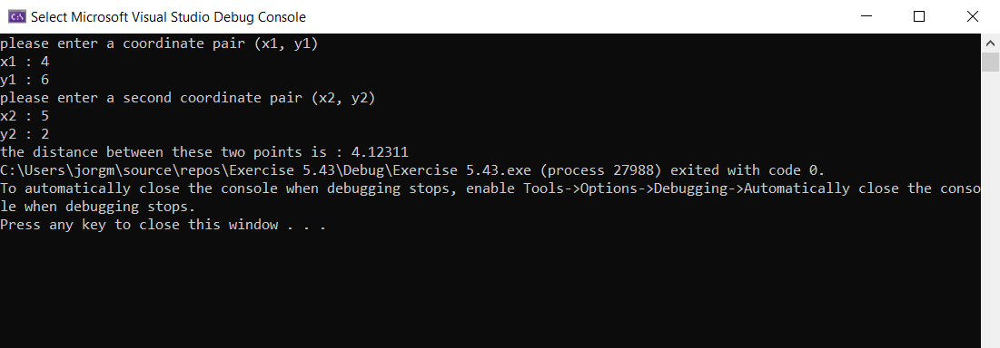 Select Microsoft Visual Studio Debug Console
please enter a coordinate pair (x1, y1)
x1 : 4
y1 : 6
please enter a second coordinate pair (x2, y2)
x2 : 5
y2 : 2
the distance between these two points is : 4.12311
C:\Users\jorgm\source\repos\Exercise 5.43\Debug\Exercise 5.43.exe (process 27988) exited with code 0.
To automatically close the console when debugging stops, enable Tools->Options->Debugging->Automatically close the conso
le when debugging stops.
Press any key to close this window . . .